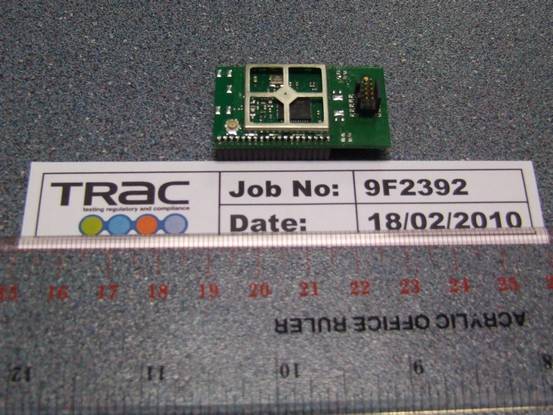 TRaC
testing regulatory and compliance
Job No: 9F2392
Date: 18/02/2010
15 16 17 18 19 20 21 22 23 24 25
ACRYLIC OFFICE RULER
12 11 10 9 8